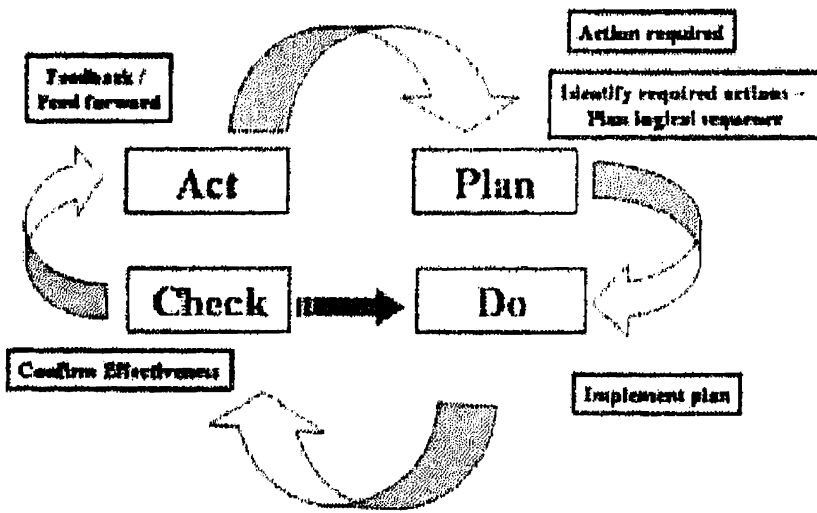 Action required
Feedback /
Feed forward
Identify required actions -
Plan logical sequence
Act
Plan
Check
Do
Confirm Effectiveness
Implement plan